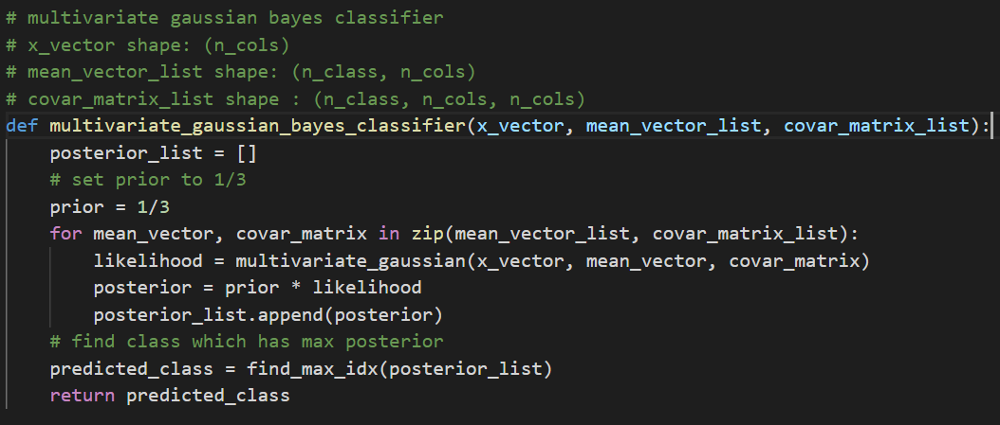 # multivariate gaussian bayes classifier
# x_vector shape: (n_cols)
# mean_vector_list shape: (n_class, n_cols)
# covar_matrix_list shape : (n_class, n_cols, n_cols)
def multivariate_gaussian_bayes_classifier(x_vector, mean_vector_list, covar_matrix_list):
    posterior_list = []
    # set prior to 1/3
    prior = 1/3
    for mean_vector, covar_matrix in zip(mean_vector_list, covar_matrix_list):
        likelihood = multivariate_gaussian(x_vector, mean_vector, covar_matrix)
        posterior = prior * likelihood
        posterior_list.append(posterior)
    # find class which has max posterior
    predicted_class = find_max_idx(posterior_list)
    return predicted_class